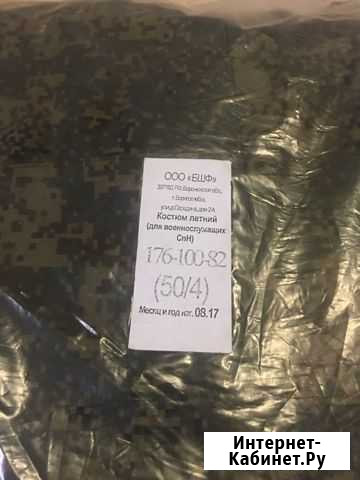 ООО «БШФ»
Костюм летний
(для военнослужащих
СпН)
176-100-82
(50/4)
Месяц и год изг. 08.17
Интернет-
Кабинет.Ру